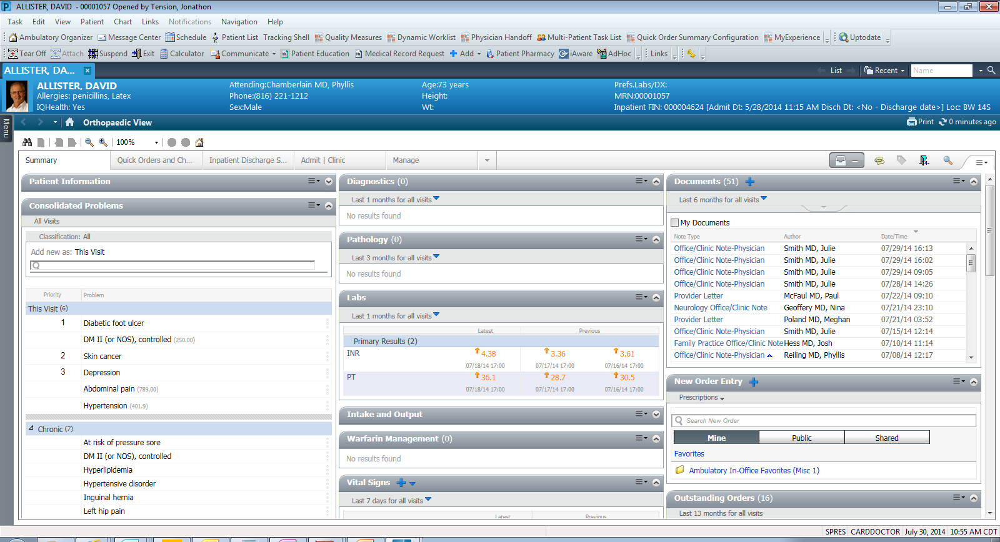 ALLISTER, DAVID - 00001057 Opened by Tension, Jonathon
Task Edit View Patient Chart Links Notifications Navigation Help
Ambulatory Organizer Message Center Schedule Patient List Tracking Shell Quality Measures Dynamic Worklist Physician Handoff Multi-Patient Task List Quick Order Summary Configuration MyExperience Uptodate
Tear Off Attach Suspend Exit Calculator Communicate Patient Education Medical Record Request Add Patient Pharmacy iAware AdHoc Links
ALLISTER, DA... List Recent Name
ALLISTER, DAVID Attending:Chamberlain MD, Phyllis Age:73 years Prefs.Labs/DX:
Allergies: penicillins, Latex Phone:(816) 221-1212 Height: MRN:00001057
IQHealth: Yes Sex:Male Wt: Inpatient FIN: 000004624 [Admit Dt: 5/28/2014 11:15 AM Disch Dt: <No - Discharge date>] Loc: BW 14S
Menu
Orthopaedic View Print 0 minutes ago
100%
Summary Quick Orders and Ch... Inpatient Discharge S... Admit | Clinic Manage
Patient Information
Consolidated Problems
All Visits
Classification: All
Add new as: This Visit
Priority Problem
This Visit (6)
1 Diabetic foot ulcer
DM II (or NOS), controlled (250.00)
2 Skin cancer
3 Depression
Abdominal pain (789.00)
Hypertension (401.9)
Chronic (7)
At risk of pressure sore
DM II (or NOS), controlled
Hyperlipidemia
Hypertensive disorder
Inguinal hernia
Left hip pain
Diagnostics (0)
Last 1 months for all visits
No results found
Pathology (0)
Last 3 months for all visits
No results found
Labs
Last 1 months for all visits
Latest Previous
Primary Results (2)
INR 4.38 3.36 3.61
07/18/14 17:00 07/17/14 17:00 07/16/14 17:00
PT 36.1 28.7 30.5
07/18/14 17:00 07/17/14 17:00 07/16/14 17:00
Intake and Output
Warfarin Management (0)
No results found
Vital Signs
Last 7 days for all visits
Latest Previous
Documents (51)
Last 6 months for all visits
My Documents
Note Type Author Date/Time
Office/Clinic Note-Physician Smith MD, Julie 07/29/14 16:13
Office/Clinic Note-Physician Smith MD, Julie 07/29/14 16:02
Office/Clinic Note-Physician Smith MD, Julie 07/29/14 09:05
Office/Clinic Note-Physician Smith MD, Julie 07/28/14 14:26
Provider Letter McFaul MD, Paul 07/22/14 09:10
Neurology Office/Clinic Note Geoffery MD, Nina 07/21/14 23:10
Provider Letter Poland MD, Meghan 07/21/14 03:52
Office/Clinic Note-Physician Smith MD, Julie 07/15/14 12:14
Family Practice Office/Clinic Note Hess MD, Josh 07/10/14 11:14
Office/Clinic Note-Physician Reiling MD, Phyllis 07/08/14 12:17
New Order Entry
Prescriptions
Search New Order
Mine Public Shared
Favorites
Ambulatory In-Office Favorites (Misc 1)
Outstanding Orders (16)
Last 13 months for all visits
SPRES CARDDOCTOR July 30, 2014 10:55 AM CDT